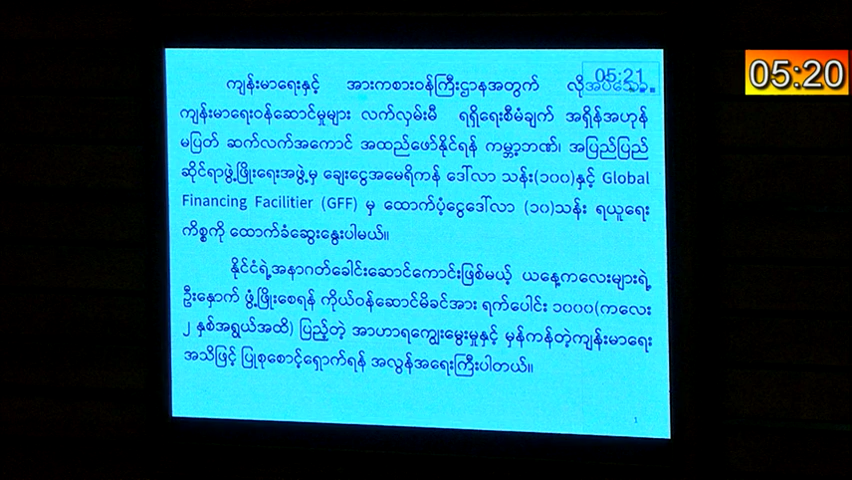 05:20
05:21
ကျန်းမာရေးနှင့် အားကစားဝန်ကြီးဌာနအတွက်
ကျန်းမာရေးဝန်ဆောင်မှုများ လက်လှမ်းမီ ရရှိရေးစီမံချက် အရှိန်အဟုန်
မပြတ် ဆက်လက်အကောင် အထည်ဖော်နိုင်ရန် ကမ္ဘာ့ဘဏ်၊ အပြည်ပြည်
ဆိုင်ရာဖွံ့ဖြိုးရေးအဖွဲ့မှ ချေးငွေအမေရိကန် ဒေါ်လာ သန်း(၁၀၀)နှင့် Global
Financing Facilitier (GFF) မှ ထောက်ပံ့ငွေဒေါ်လာ (၁၀)သန်း ရယူရေး
ကိစ္စကို ထောက်ခံဆွေးနွေးပါမယ်။
နိုင်ငံရဲ့အနာဂတ်ခေါင်းဆောင်ကောင်းဖြစ်မယ့် ယနေ့ကလေးများရဲ့
ဦးနှောက် ဖွံ့ဖြိုးစေရန် ကိုယ်ဝန်ဆောင်မိခင်အား ရက်ပေါင်း ၁၀၀၀(ကလေး
၂ နှစ်အရွယ်အထိ) ပြည့်တဲ့ အာဟာရကျွေးမွေးမှုနှင့် မှန်ကန်တဲ့ကျန်းမာရေး
အသိဖြင့် ပြုစုစောင့်ရှောက်ရန် အလွန်အရေးကြီးပါတယ်။
1